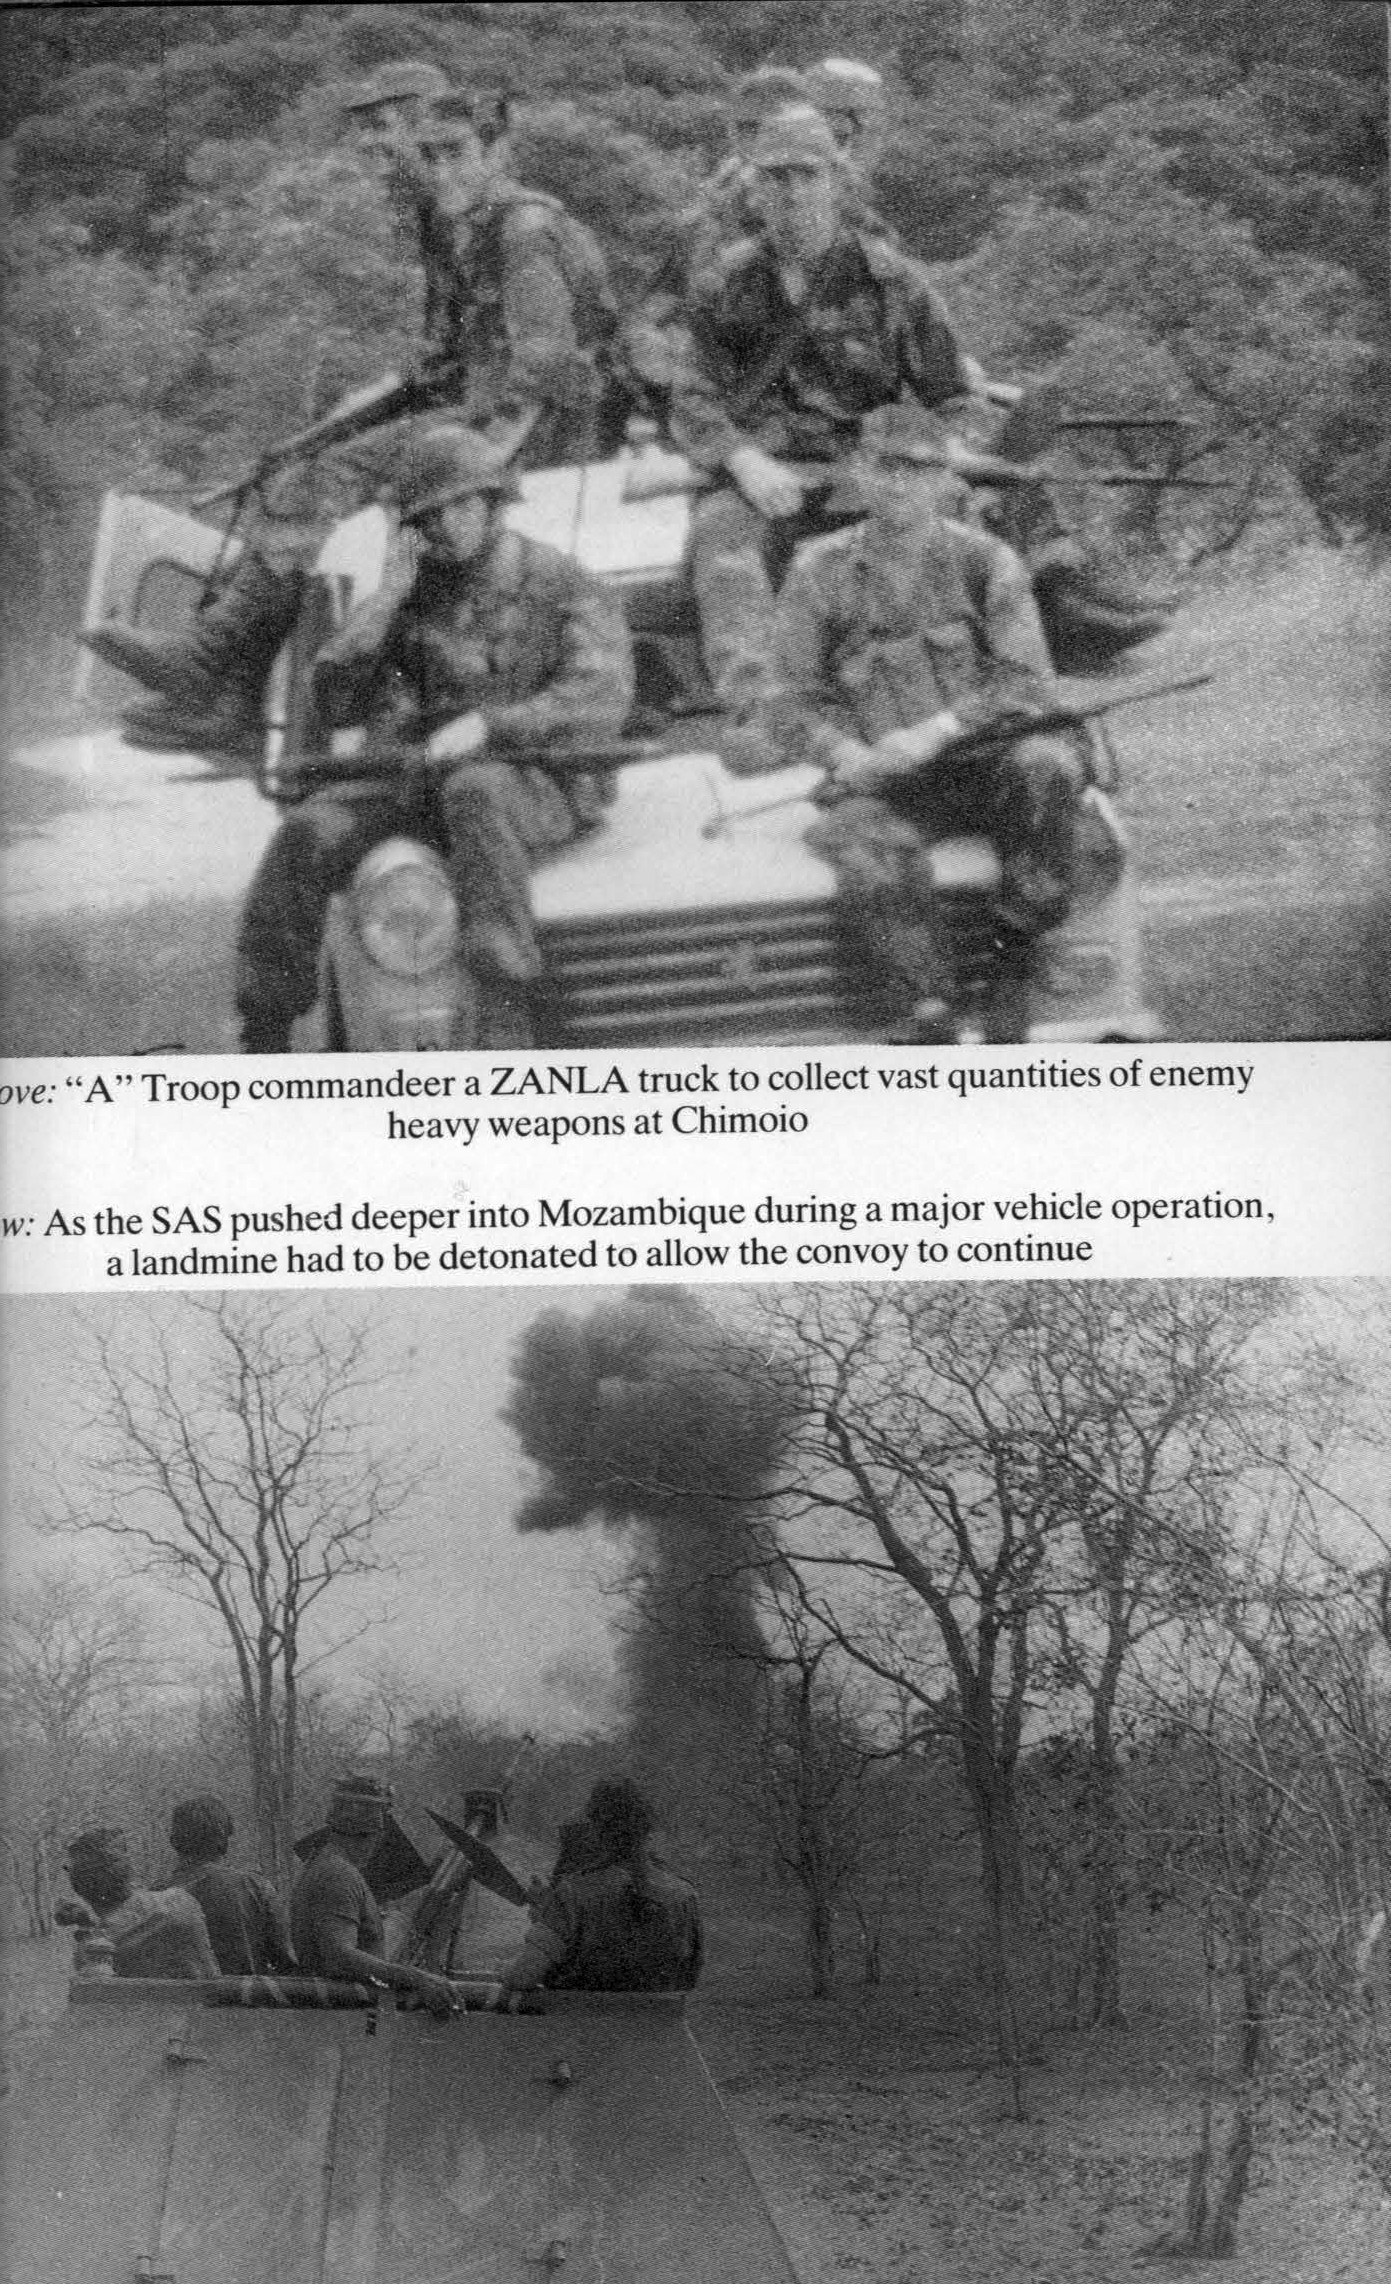 ove: “A” Troop commandeer a ZANLA truck to collect vast quantities of enemy
heavy weapons at Chimoio
w: As the SAS pushed deeper into Mozambique during a major vehicle operation,
a landmine had to be detonated to allow the convoy to continue